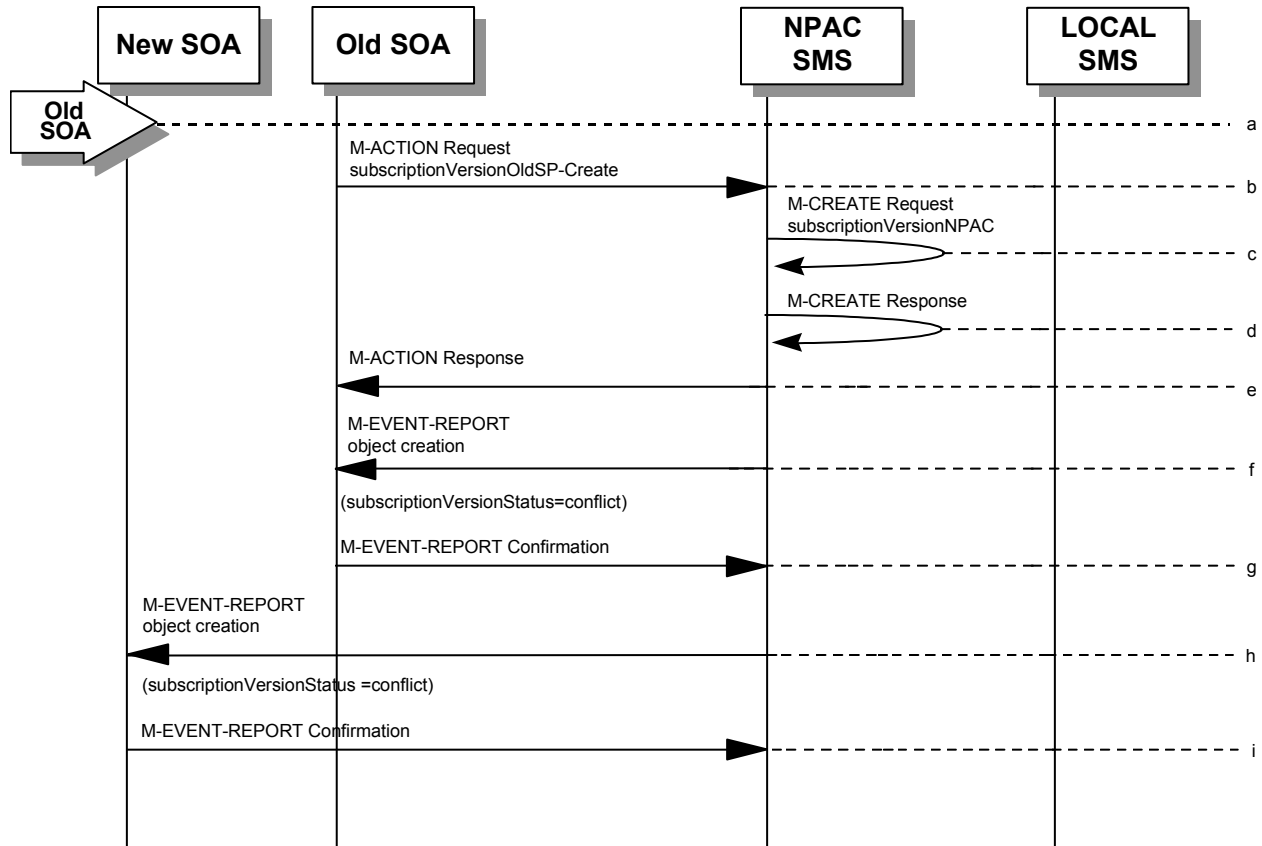 New SOA
Old SOA
NPAC
SMS
LOCAL
SMS
Old
SOA
a
M-ACTION Request
subscriptionVersionOldSP-Create
b
M-CREATE Request
subscriptionVersionNPAC
c
M-CREATE Response
d
M-ACTION Response
e
M-EVENT-REPORT
object creation
f
(subscriptionVersionStatus=conflict)
M-EVENT-REPORT Confirmation
g
M-EVENT-REPORT
object creation
h
(subscriptionVersionStatus =conflict)
M-EVENT-REPORT Confirmation
i